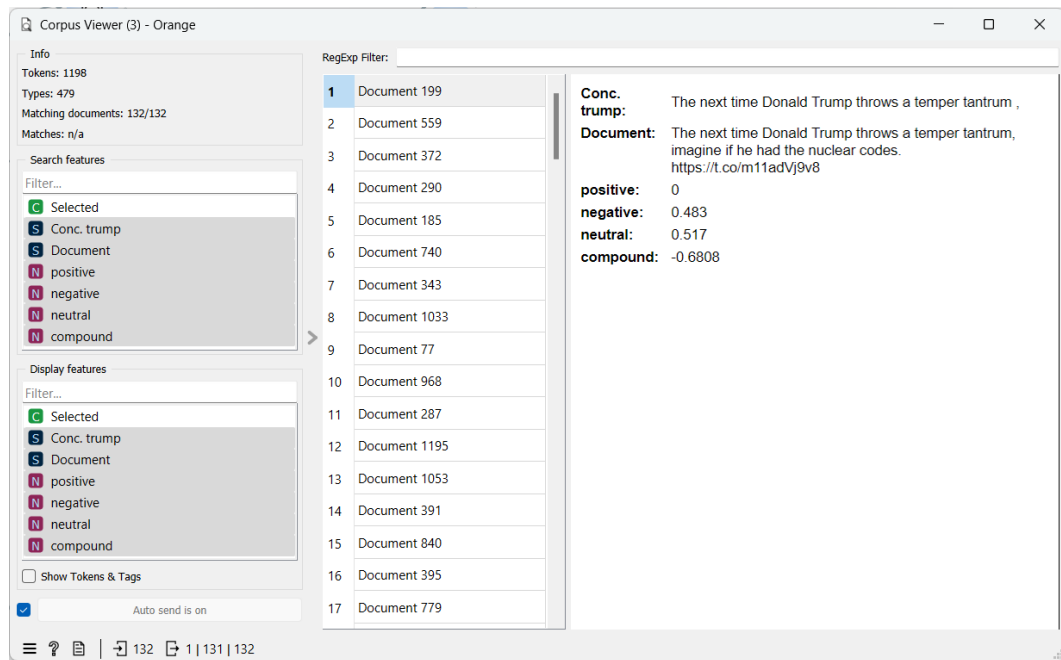 Corpus Viewer (3) - Orange
Info
Tokens: 1198
Types: 479
Matching documents: 132/132
Matches: n/a
Search features
Filter...
C Selected
S Conc. trump
S Document
N positive
N negative
N neutral
N compound
Display features
Filter...
C Selected
S Conc. trump
S Document
N positive
N negative
N neutral
N compound
Show Tokens & Tags
Auto send is on
132 1 | 131 | 132
RegExp Filter:
1 Document 199
2 Document 559
3 Document 372
4 Document 290
5 Document 185
6 Document 740
7 Document 343
8 Document 1033
9 Document 77
10 Document 968
11 Document 287
12 Document 1195
13 Document 1053
14 Document 391
15 Document 840
16 Document 395
17 Document 779
Conc.
trump: The next time Donald Trump throws a temper tantrum ,
Document: The next time Donald Trump throws a temper tantrum,
imagine if he had the nuclear codes.
https://t.co/m11adVj9v8
positive: 0
negative: 0.483
neutral: 0.517
compound: -0.6808